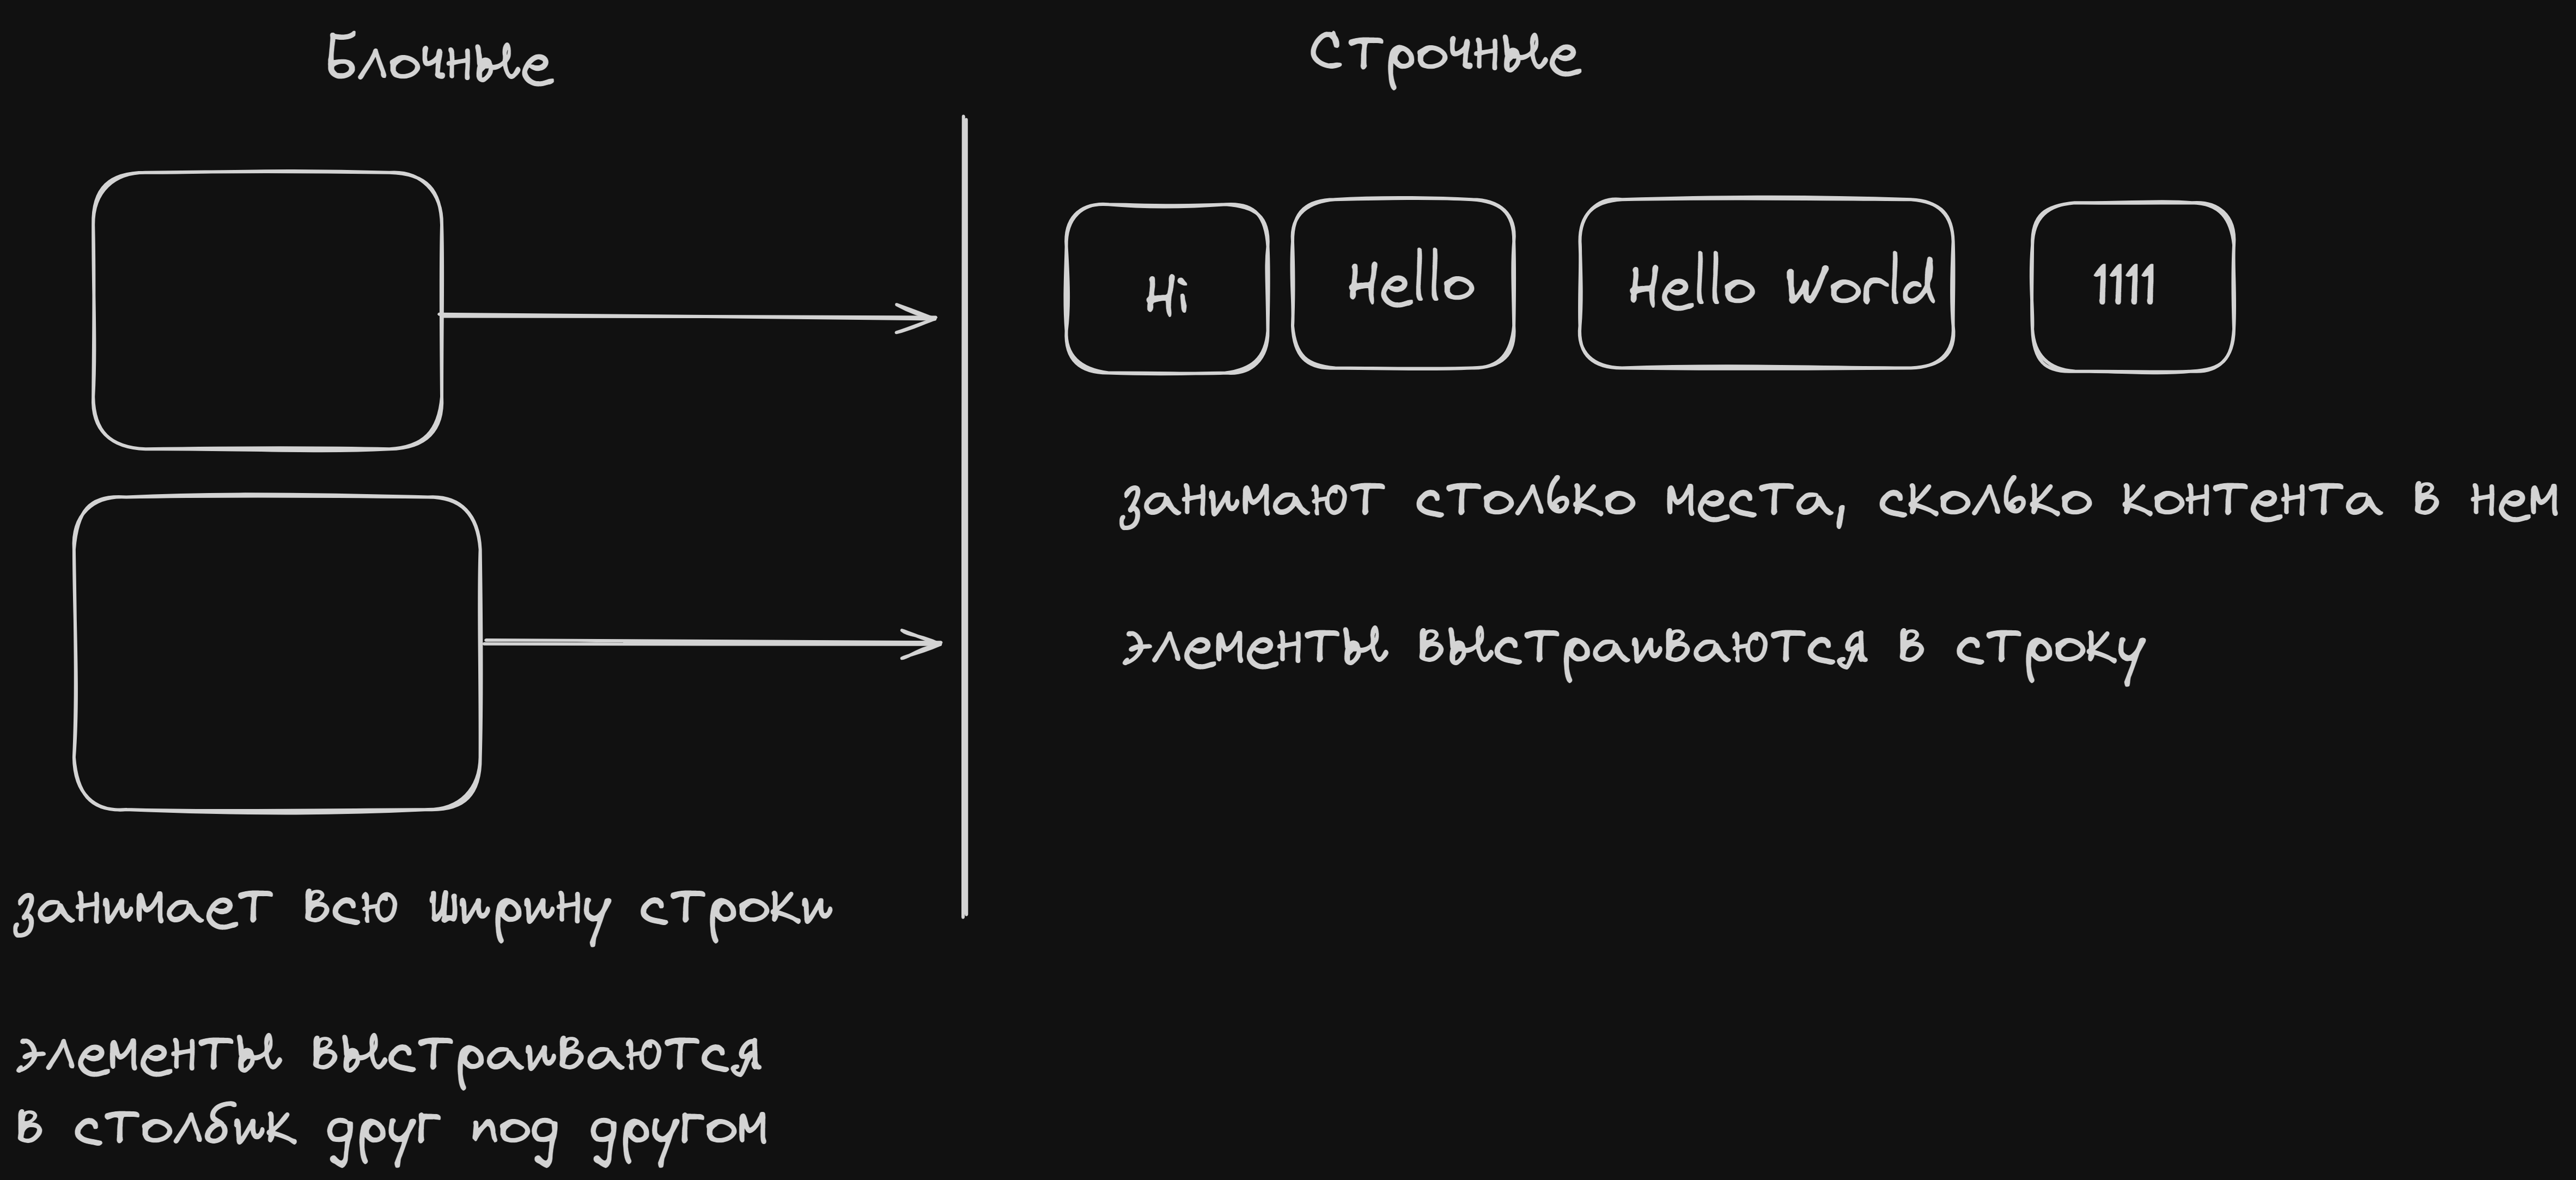 Блочные
занимает всю ширину строки
элементы выстраиваются
в столбик друг под другом
Строчные
Hi
Hello
Hello World
1111
занимают столько места, сколько контента в нем
элементы выстраиваются в строку